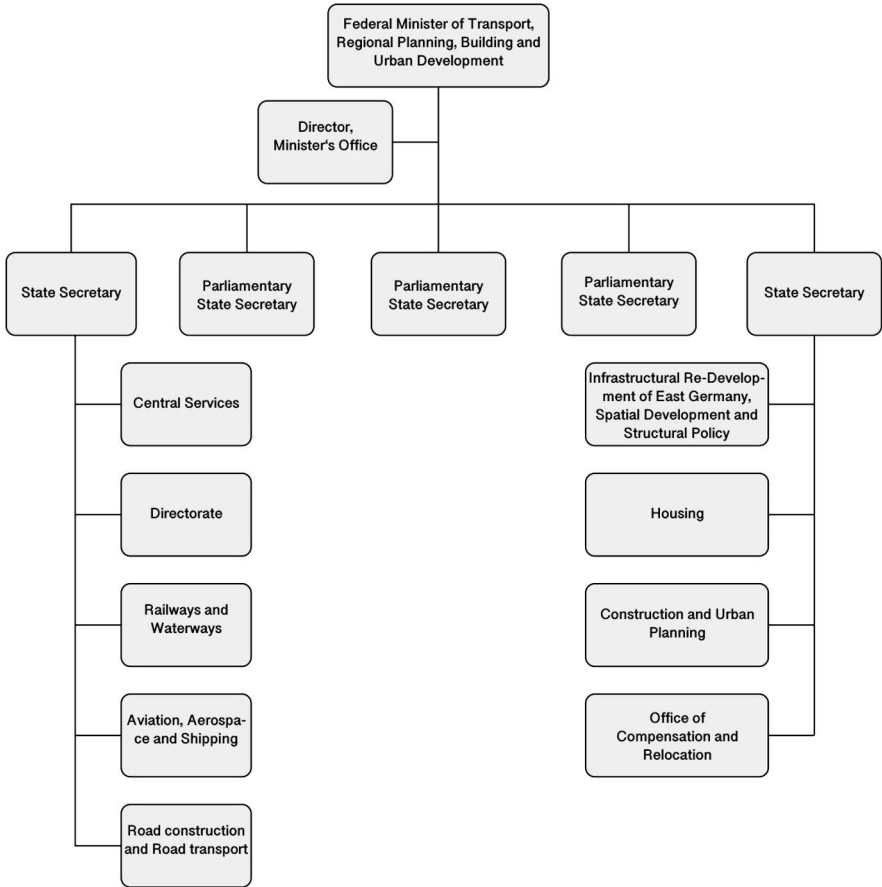 Federal Minister of Transport,
Regional Planning, Building and
Urban Development
Director,
Minister's Office
State Secretary
Parliamentary
State Secretary
Parliamentary
State Secretary
Parliamentary
State Secretary
State Secretary
Central Services
Directorate
Railways and
Waterways
Aviation, Aerospa-
ce and Shipping
Road construction
and Road transport
Infrastructural Re-Develop-
ment of East Germany,
Spatial Development and
Structural Policy
Housing
Construction and Urban
Planning
Office of
Compensation and
Relocation